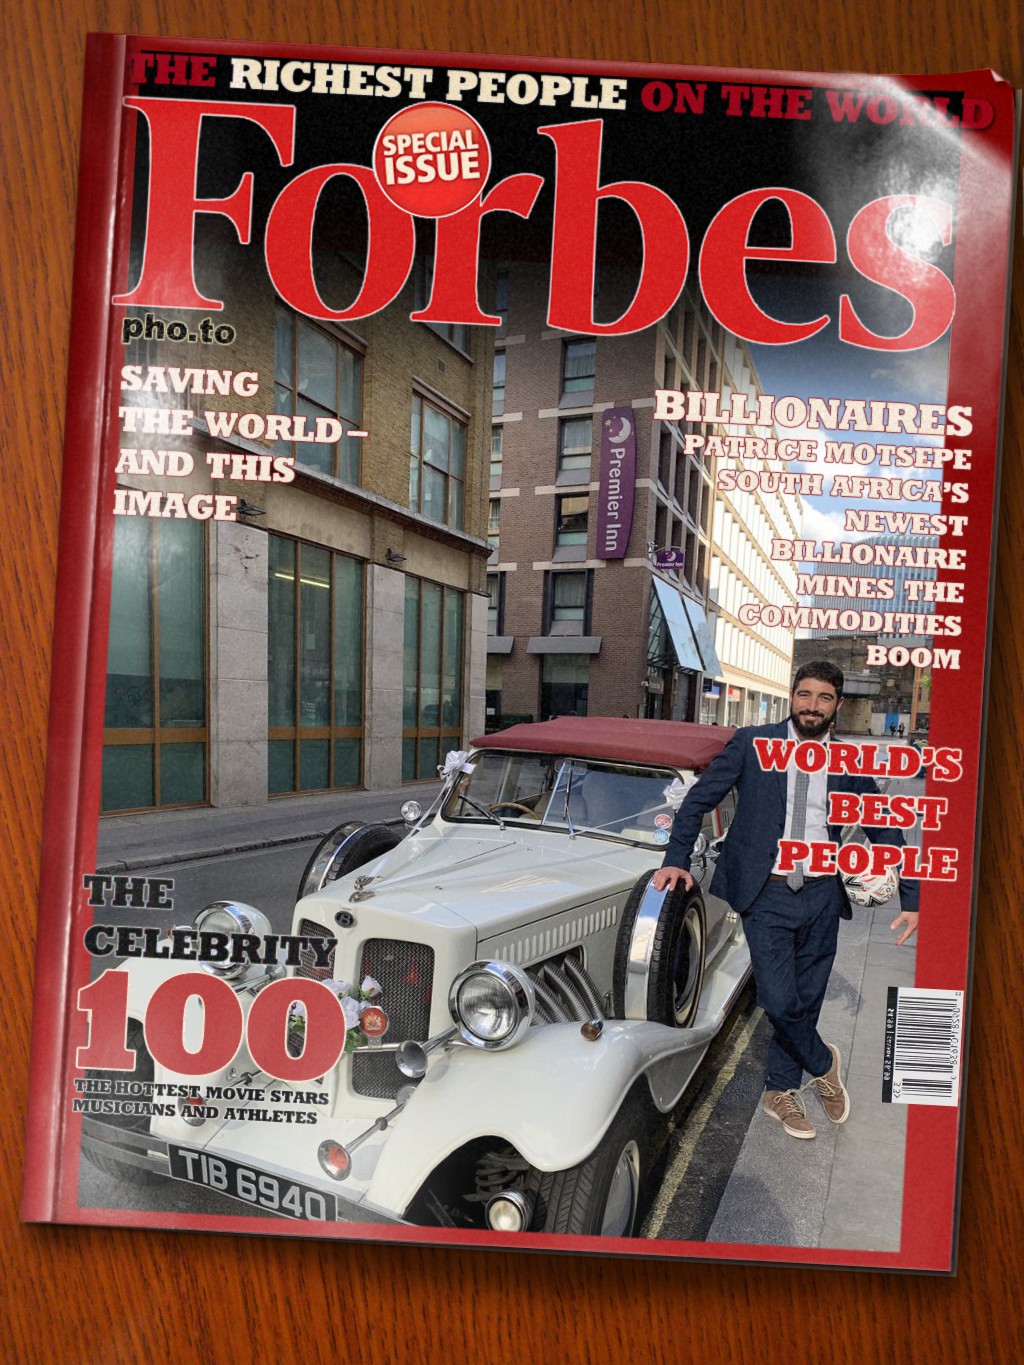 THE RICHEST PEOPLE ON THE WORLD
Forbes
SPECIAL
ISSUE
pho.to
SAVING
THE WORLD–
AND THIS
IMAGE
BILLIONAIRES
PATRICE MOTSEPE
SOUTH AFRICA'S
NEWEST
BILLIONAIRE
MINES THE
COMMODITIES
BOOM
Premier Inn
Premier Inn
WORLD'S
BEST
PEOPLE
THE
CELEBRITY
100
THE HOTTEST MOVIE STARS
MUSICIANS AND ATHLETES
TIB 6940